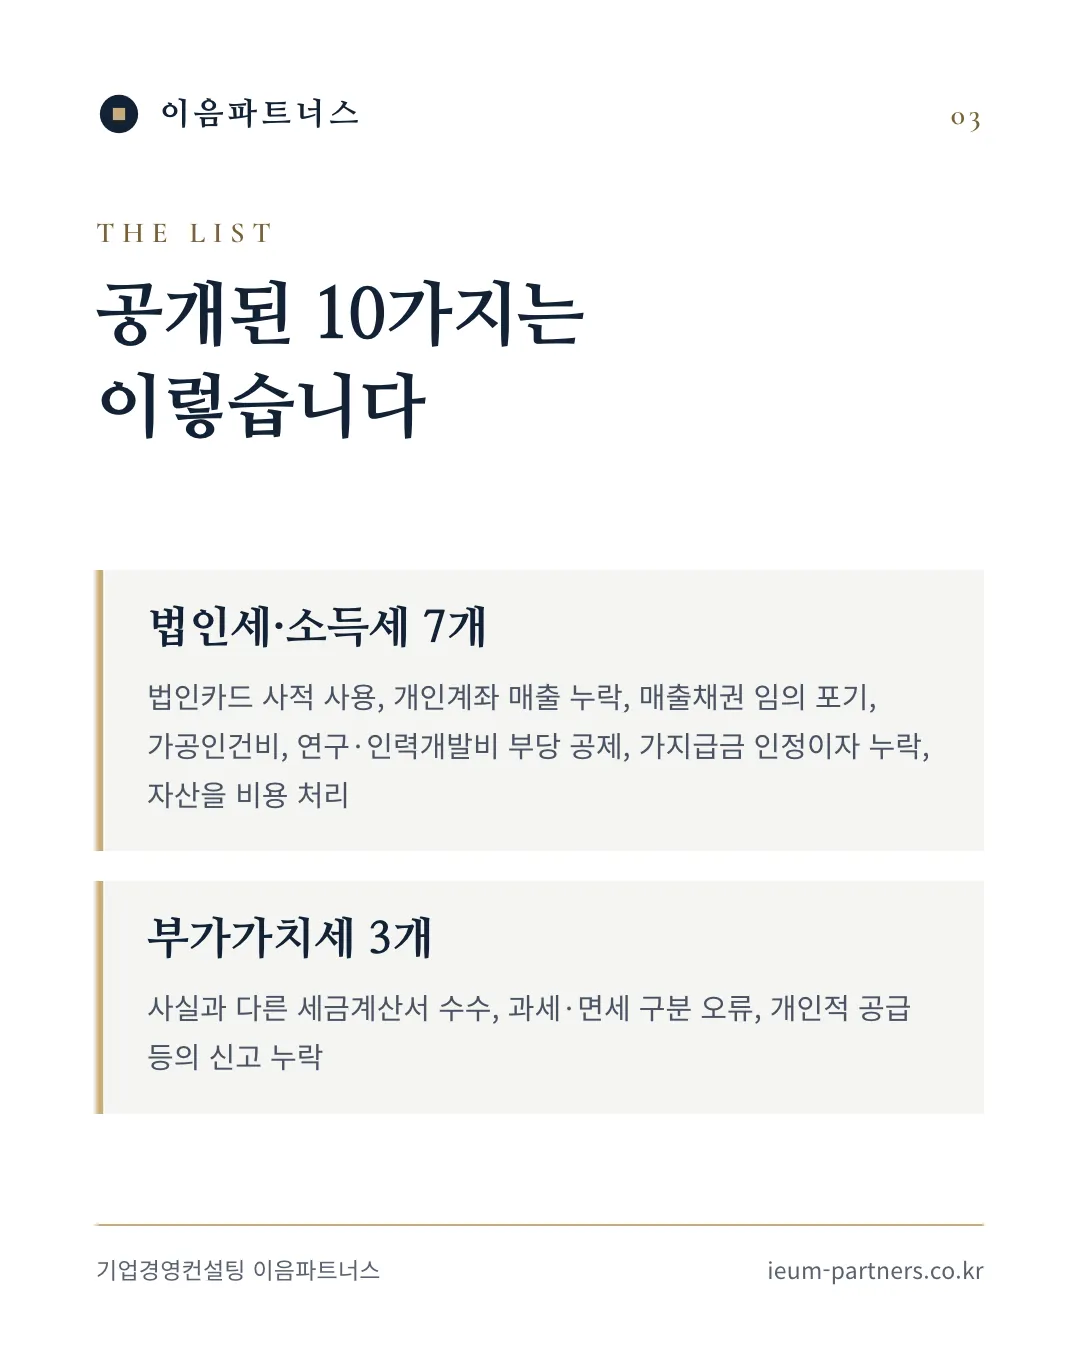 이음파트너스
03
THE LIST
공개된 10가지는
이렇습니다
법인세·소득세 7개
법인카드 사적 사용, 개인계좌 매출 누락, 매출채권 임의 포기,
가공인건비, 연구·인력개발비 부당 공제, 가지급금 인정이자 누락,
자산을 비용 처리
부가가치세 3개
사실과 다른 세금계산서 수수, 과세·면세 구분 오류, 개인적 공급
등의 신고 누락
기업경영컨설팅 이음파트너스
ieum-partners.co.kr